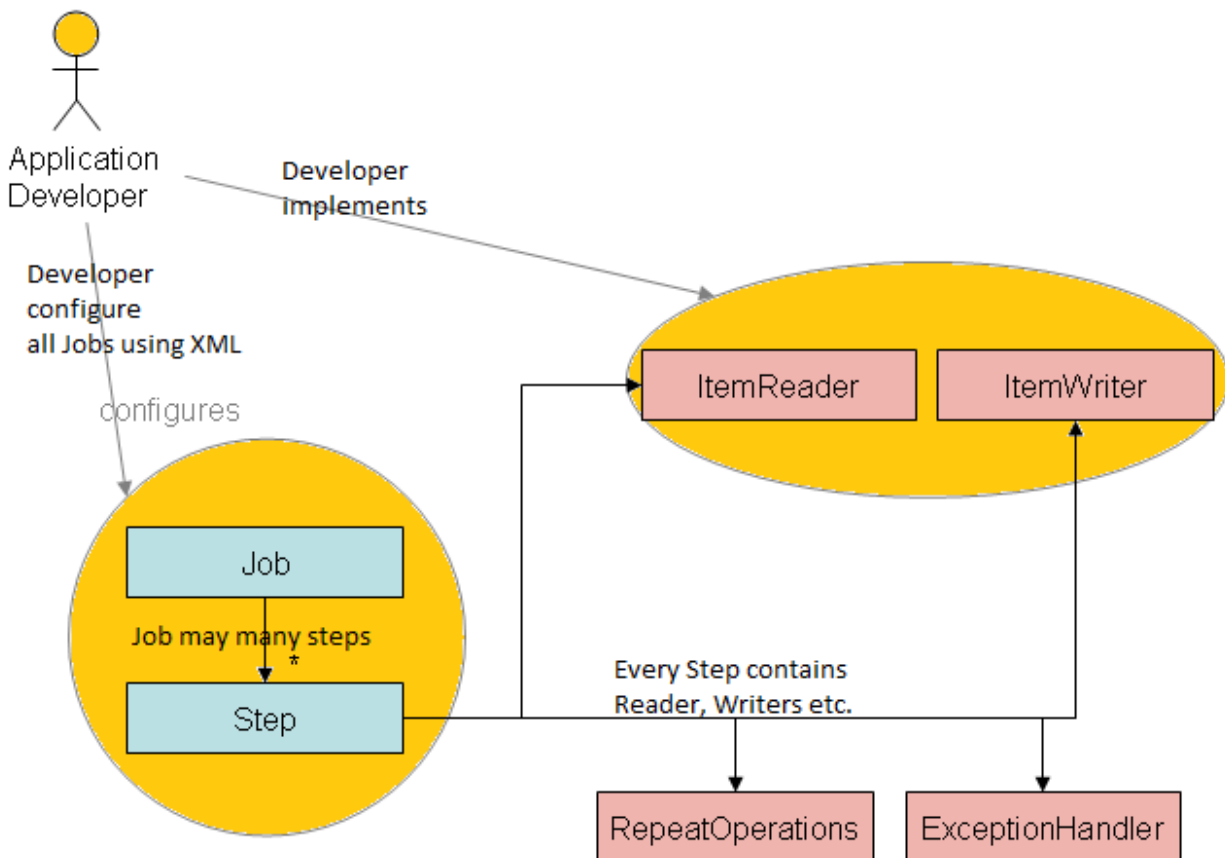 Application
Developer
Developer
implements
Developer
configure
all Jobs using XML
configures
ItemReader
ItemWriter
Job
Job may many steps
*
Step
Every Step contains
Reader, Writers etc.
RepeatOperations
ExceptionHandler